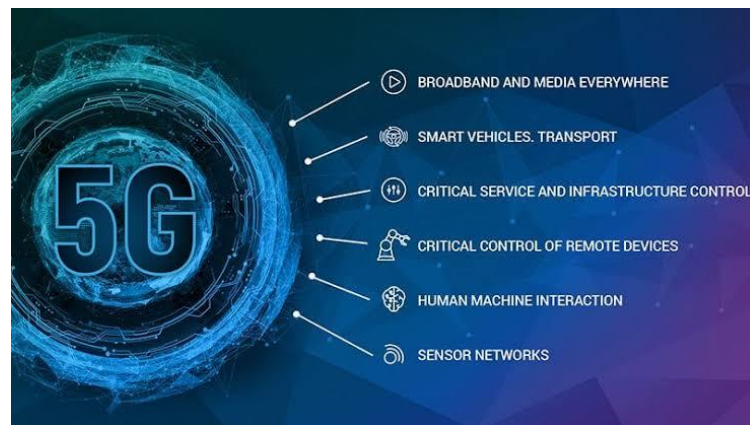 5G
BROADBAND AND MEDIA EVERYWHERE
SMART VEHICLES. TRANSPORT
CRITICAL SERVICE AND INFRASTRUCTURE CONTROL
CRITICAL CONTROL OF REMOTE DEVICES
HUMAN MACHINE INTERACTION
SENSOR NETWORKS